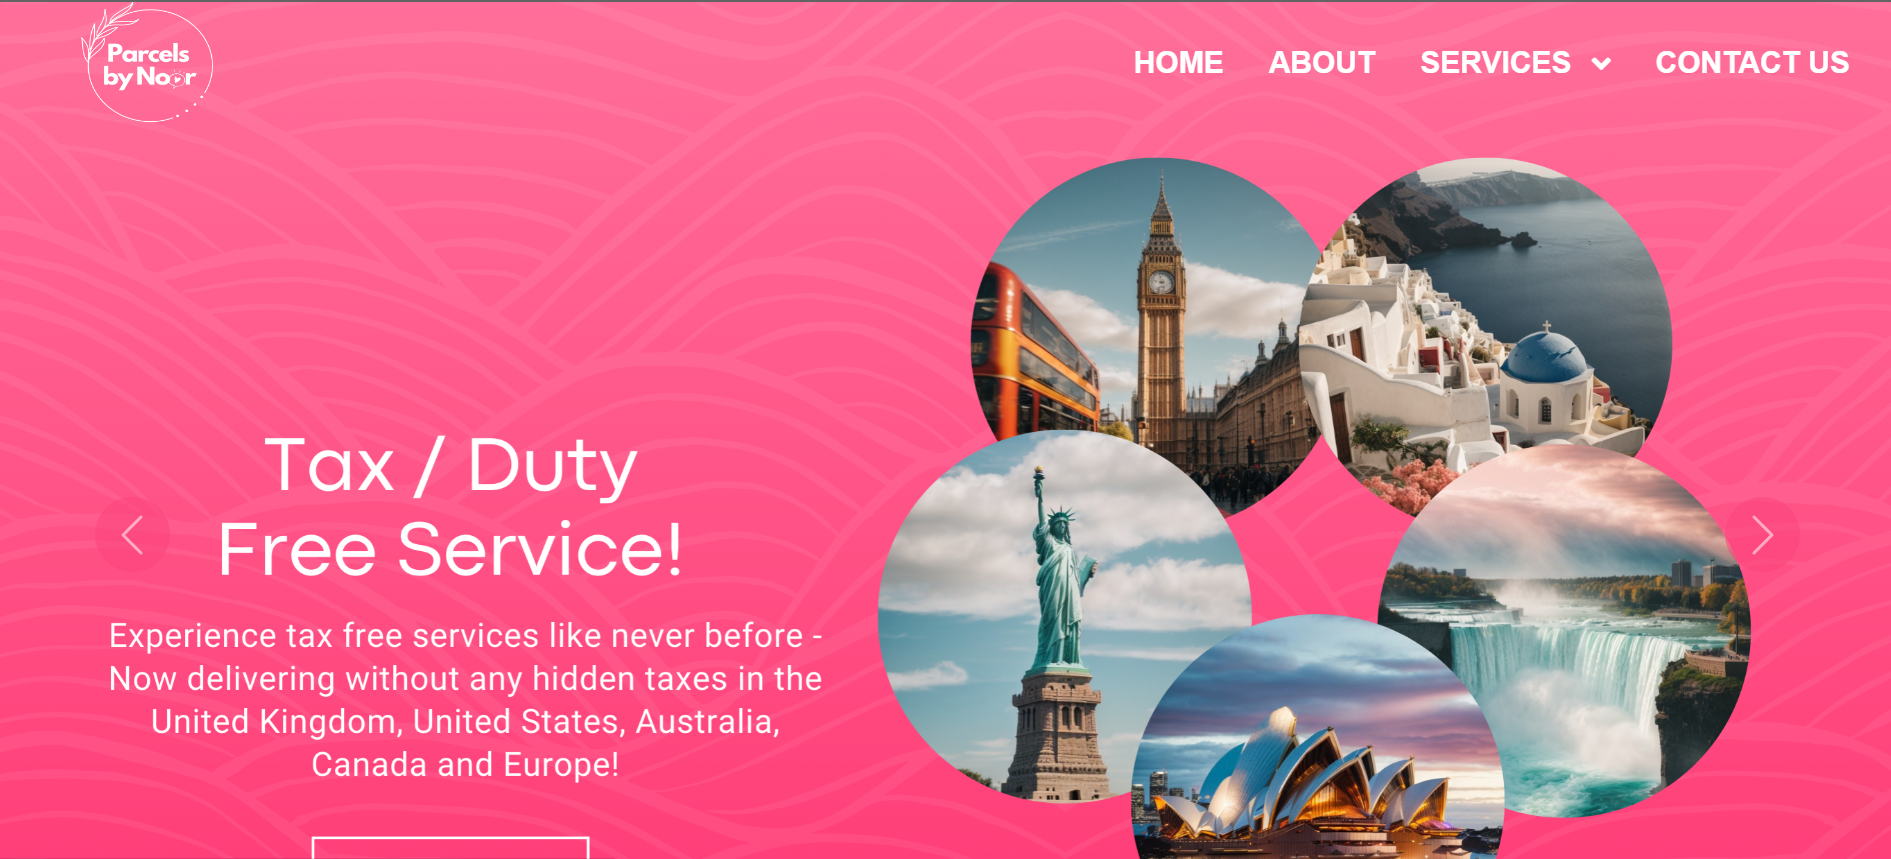 Parcels
by Noor
HOME ABOUT SERVICES CONTACT US
Tax / Duty
Free Service!
Experience tax free services like never before -
Now delivering without any hidden taxes in the
United Kingdom, United States, Australia,
Canada and Europe!